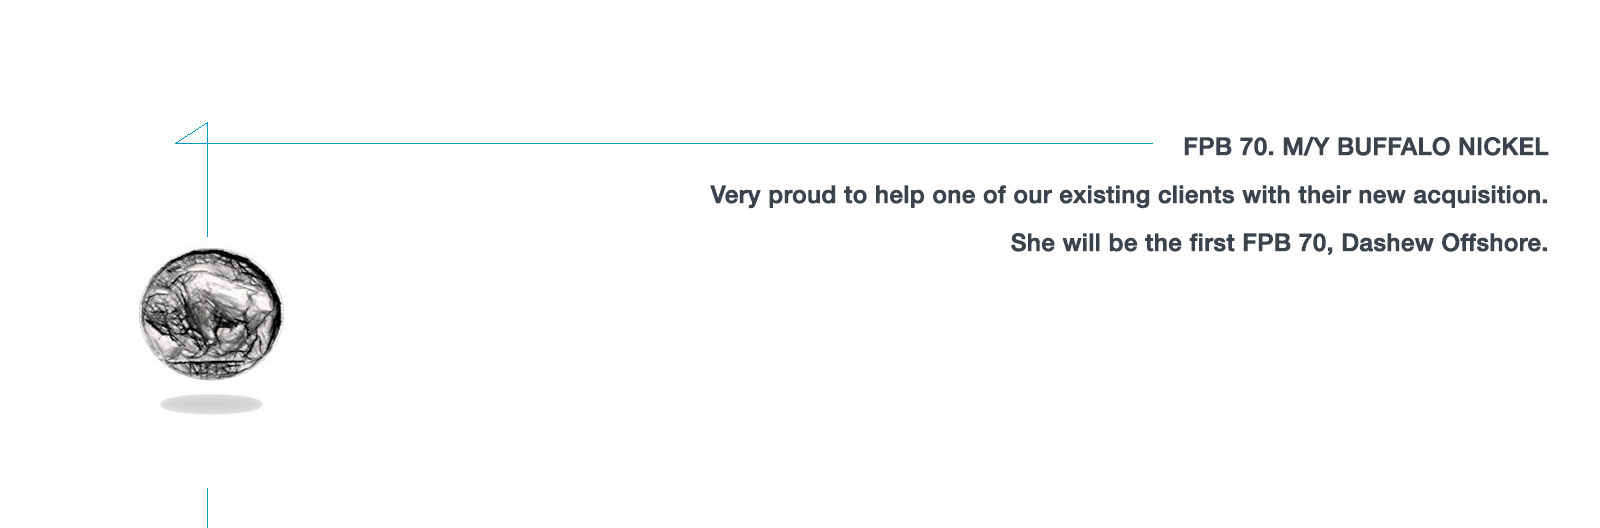 FPB 70. M/Y BUFFALO NICKEL
Very proud to help one of our existing clients with their new acquisition.
She will be the first FPB 70, Dashew Offshore.